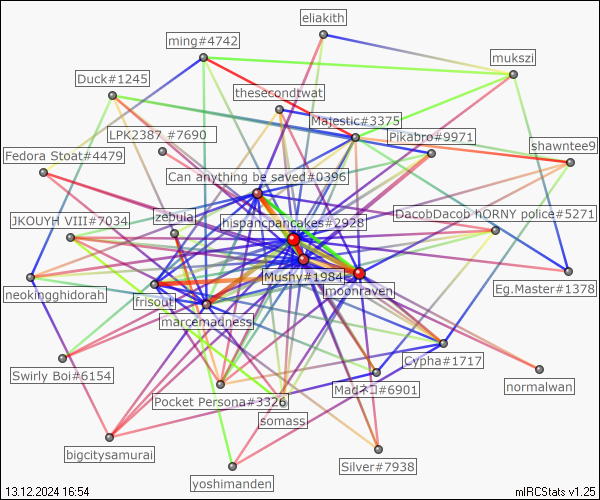 eliakith
ming#4742
mukszi
Duck#1245
thesecondtwat
Majestic#3375
LPK2387 #7690
Pikabro#9971
shawntee9
Fedora Stoat#4479
Can anything be saved#0396
JKOUYH VIII#7034
zebula
hispancpancakes#2928
DacobDacob hORNY police#5271
Mushy#1984
moonraven
Eg.Master#1378
neokingghidorah
frisout
marcemadness
Cypha#1717
Swirly Boi#6154
Madネコ#6901
normalwan
Pocket Persona#3326
somass
bigcitysamurai
Silver#7938
yoshimanden
13.12.2024 16:54
mIRCStats v1.25